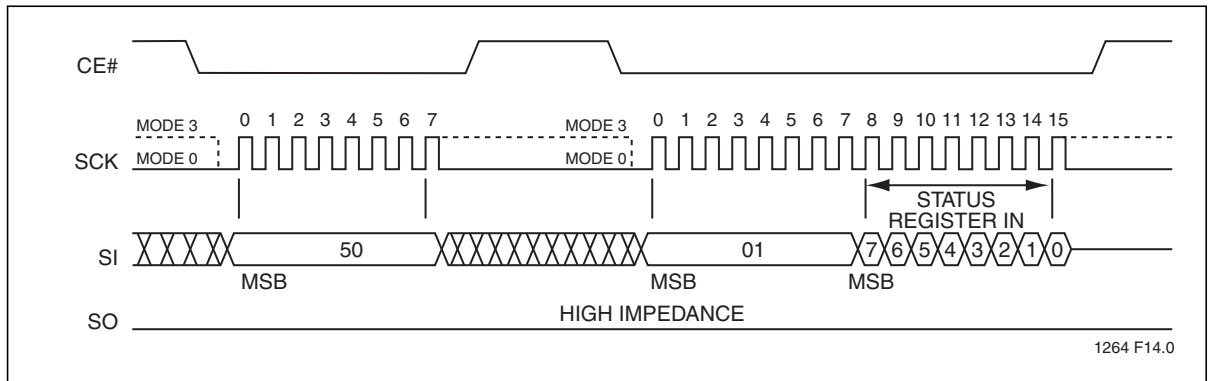 CE#
MODE 3 0 1 2 3 4 5 6 7 MODE 3 0 1 2 3 4 5 6 7 8 9 10 11 12 13 14 15
SCK MODE 0 MODE 0
STATUS
REGISTER IN
SI 50 01 7 6 5 4 3 2 1 0
MSB MSB MSB
HIGH IMPEDANCE
SO
1264 F14.0